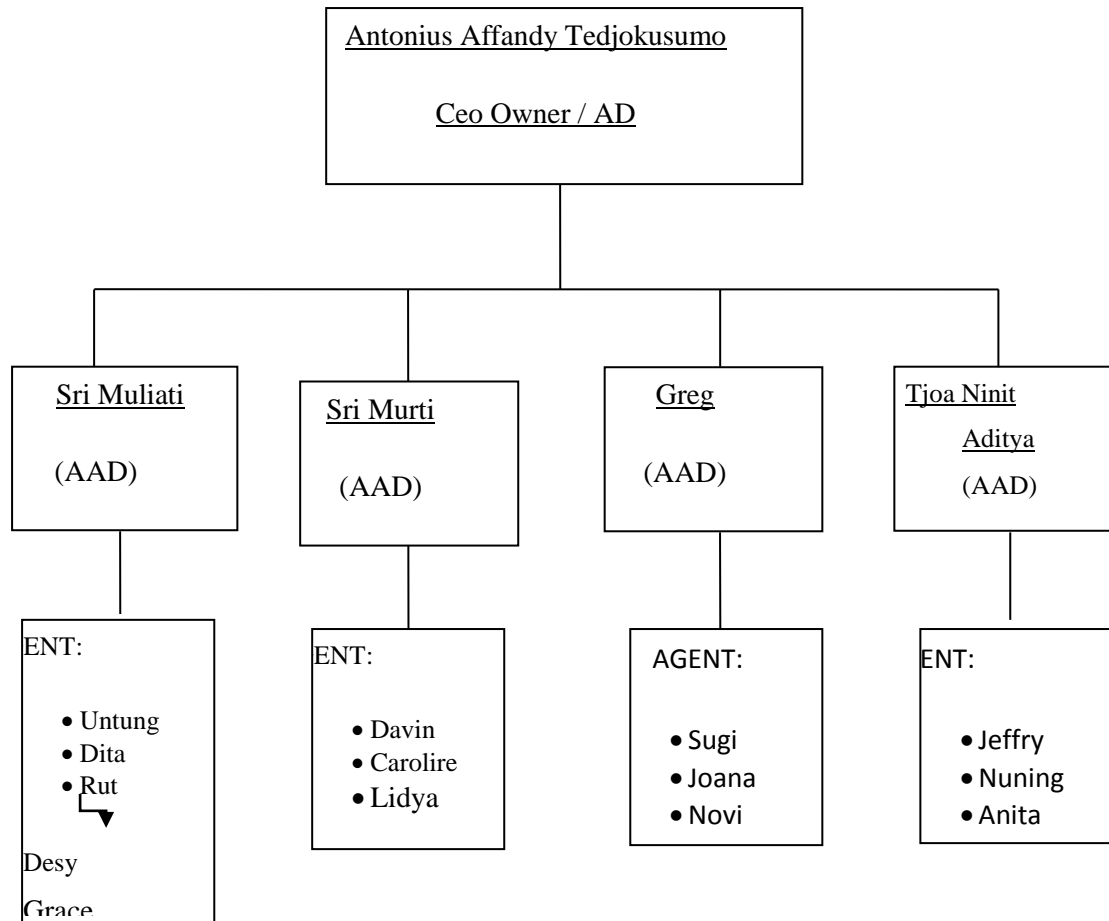 Antonius Affandy Tedjokusumo
Ceo Owner / AD
Sri Muliati
(AAD)
Sri Murti
(AAD)
Greg
(AAD)
Tjoa Ninit
Aditya
(AAD)
ENT:
• Untung
• Dita
• Rut
Desy
Grace
ENT:
• Davin
• Carolire
• Lidya
AGENT:
• Sugi
• Joana
• Novi
ENT:
• Jeffry
• Nuning
• Anita